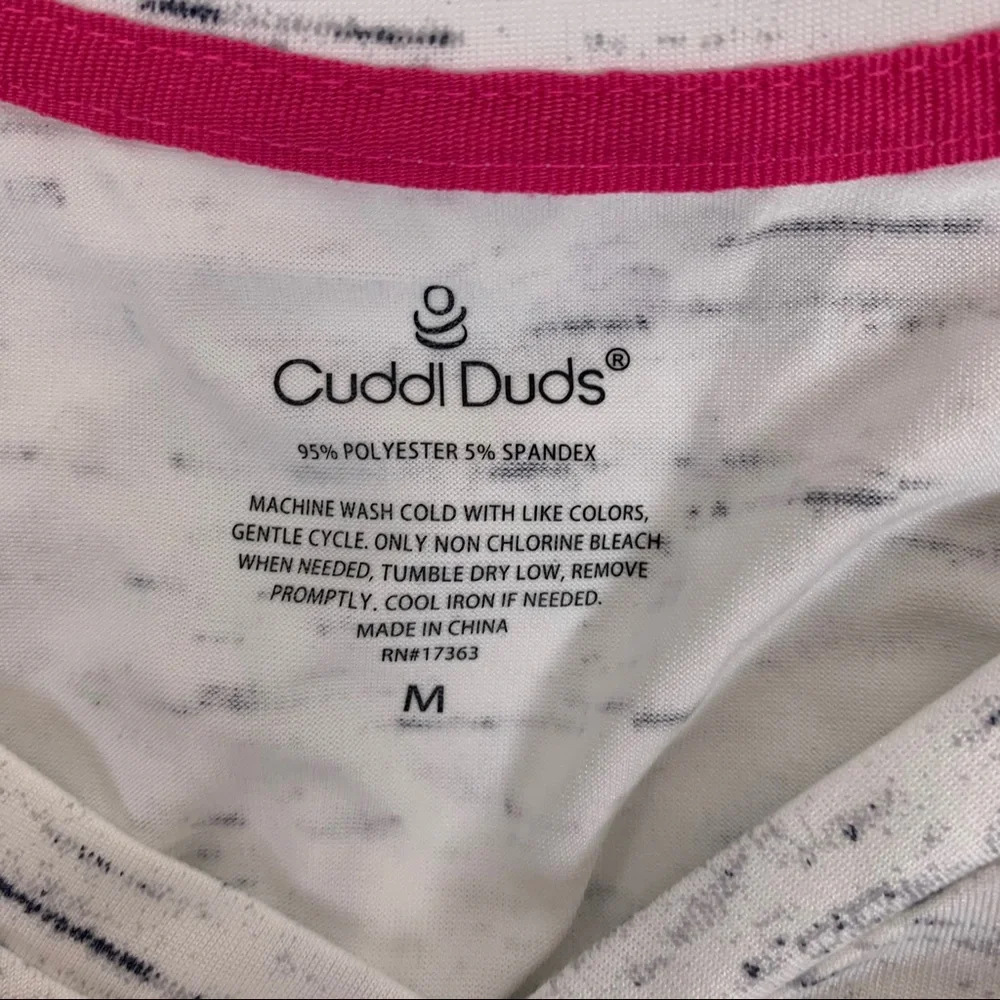 Cuddl Duds®
95% POLYESTER 5% SPANDEX
MACHINE WASH COLD WITH LIKE COLORS,
GENTLE CYCLE. ONLY NON CHLORINE BLEACH
WHEN NEEDED, TUMBLE DRY LOW, REMOVE
PROMPTLY. COOL IRON IF NEEDED.
MADE IN CHINA
RN#17363
M